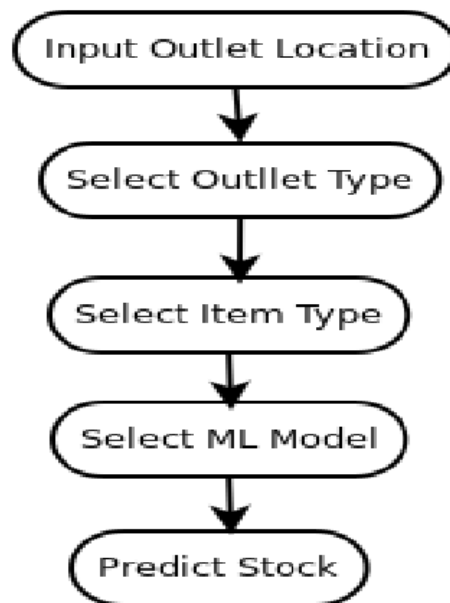 Input Outlet Location
Select Outllet Type
Select Item Type
Select ML Model
Predict Stock